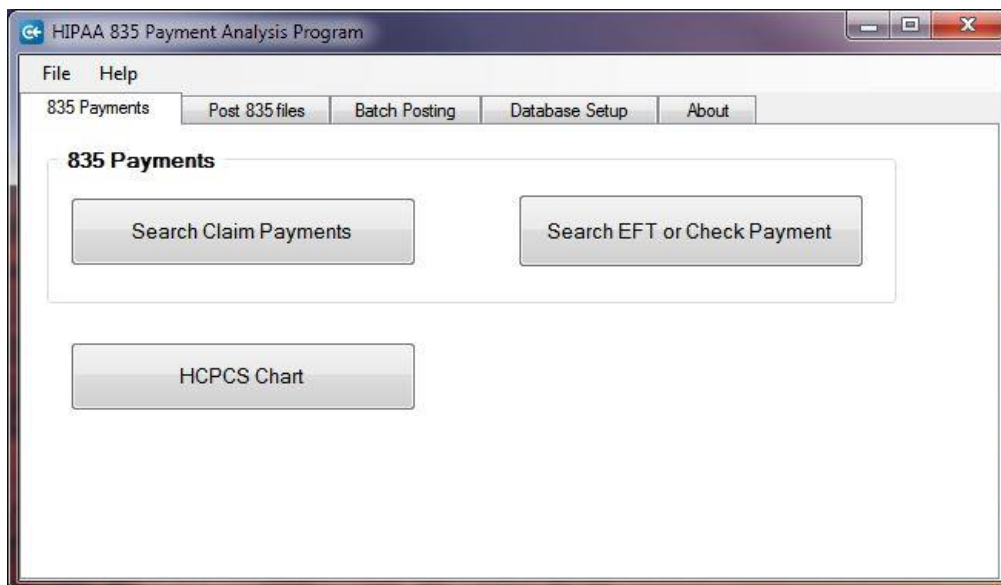 HIPAA 835 Payment Analysis Program
File Help
835 Payments Post 835 files Batch Posting Database Setup About
835 Payments
Search Claim Payments Search EFT or Check Payment
HCPCS Chart